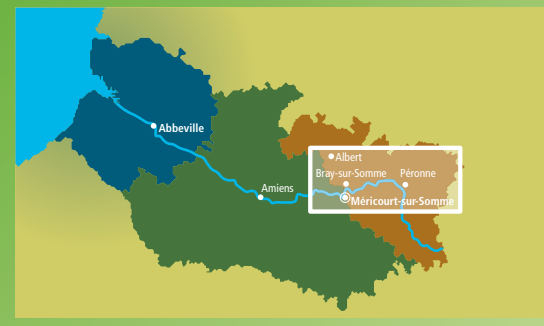 Abbeville
Albert
Bray-sur-Somme
Péronne
Amiens
Méricourt-sur-Somme